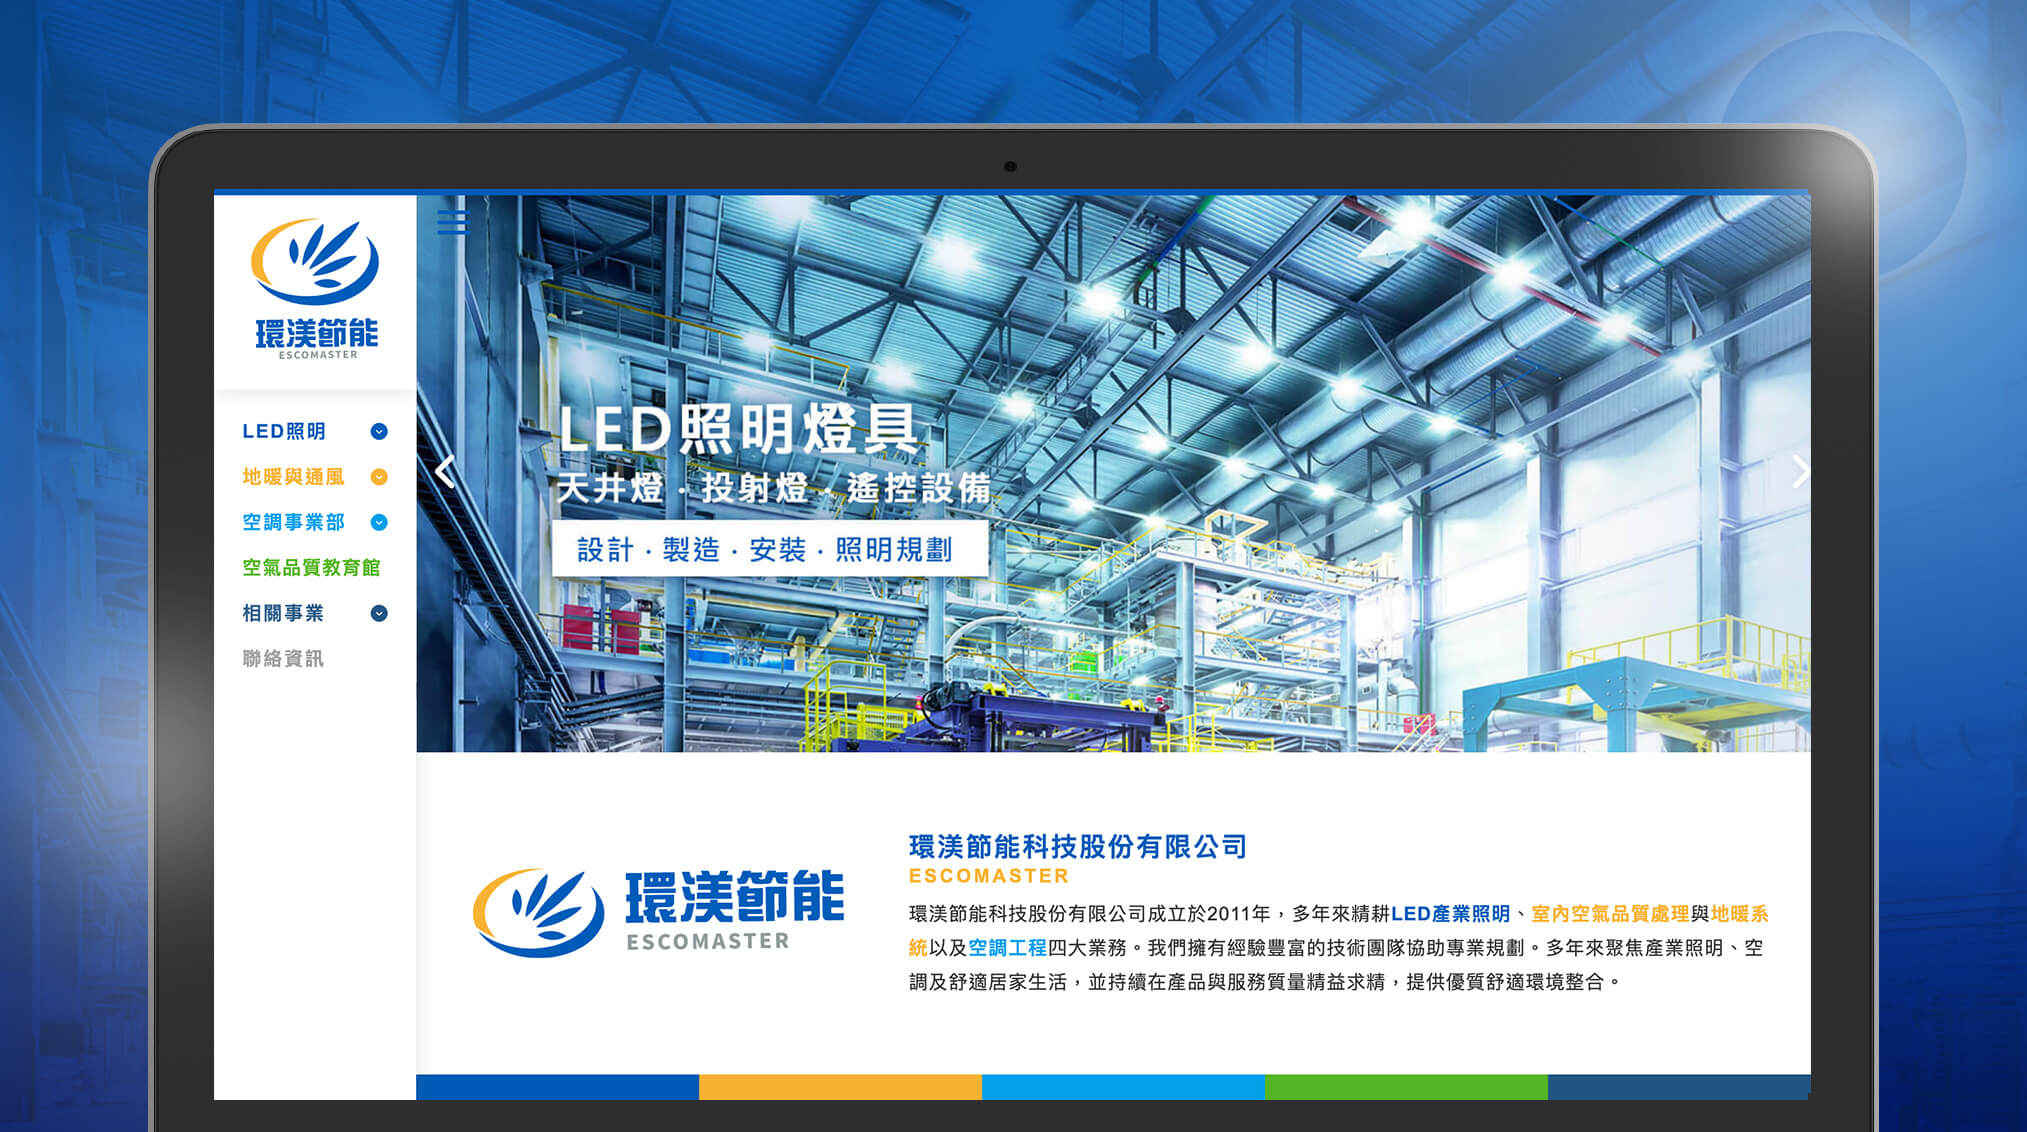 環渼節能
ESCOMASTER
LED照明
地暖與通風
空調事業部
空氣品質教育館
相關事業
聯絡資訊
LED照明燈具
天井燈．投射燈．遙控設備
設計．製造．安裝．照明規劃
環渼節能
ESCOMASTER
環渼節能科技股份有限公司
ESCOMASTER
環渼節能科技股份有限公司成立於2011年，多年來精耕LED產業照明、室內空氣品質處理與地暖系
統以及空調工程四大業務。我們擁有經驗豐富的技術團隊協助專業規劃。多年來聚焦產業照明、空
調及舒適居家生活，並持續在產品與服務質量精益求精，提供優質舒適環境整合。